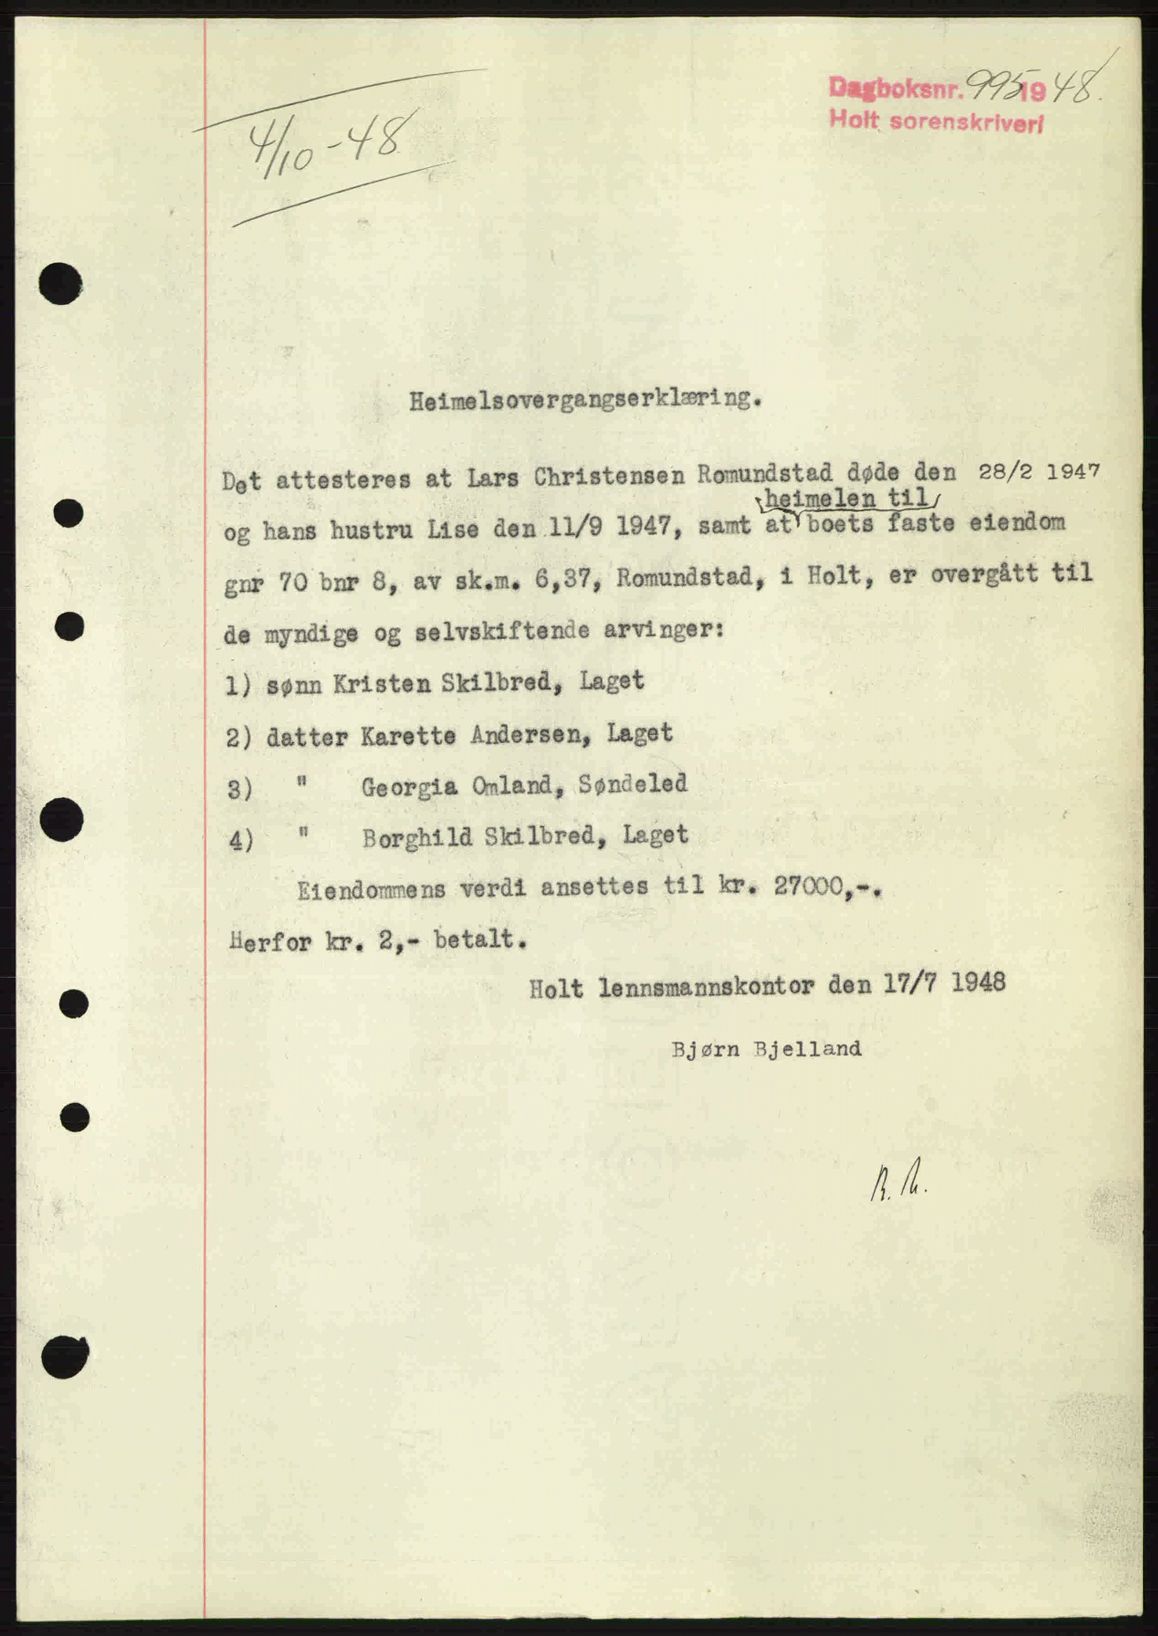 Dagboksnr. 995 1948.
Holt sorenskriveri
4/10-48
Heimelsovergangserklæring.
Det attesteres at Lars Christensen Romundstad døde den 28/2 1947
heimelen til
og hans hustru Lise den 11/9 1947, samt at boets faste eiendom
gnr 70 bnr 8, av sk.m. 6,37, Romundstad, i Holt, er overgått til
de myndige og selvskiftende arvinger:
1) sønn Kristen Skilbred, Laget
2) datter Karette Andersen, Laget
3) " Georgia Omland, Søndeled
4) " Borghild Skilbred, Laget
Eiendommens verdi ansettes til kr. 27000,-.
Herfor kr. 2,- betalt.
Holt lennsmannskontor den 17/7 1948
Bjørn Bjelland